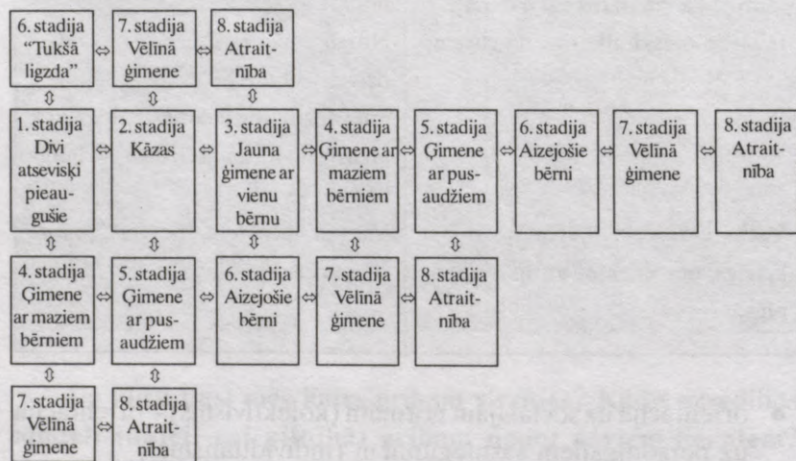 6. stadija
“Tukšā
ligzda”
7. stadija
Vēlīnā
ģimene
8. stadija
Atrait-
nība
1. stadija
Divi
atsevišķi
pieau-
gušie
2. stadija
Kāzas
3. stadija
Jauna
ģimene ar
vienu
bērnu
4. stadija
Ģimene ar
maziem
bērniem
5. stadija
Ģimene
ar pus-
audžiem
6. stadija
Aizejošie
bērni
7. stadija
Vēlīnā
ģimene
8. stadija
Atrait-
nība
4. stadija
Ģimene
ar maziem
bērniem
5. stadija
Ģimene
ar pus-
audžiem
6. stadija
Aizejošie
bērni
7. stadija
Vēlīnā
ģimene
8. stadija
Atrait-
nība
7. stadija
Vēlīnā
ģimene
8. stadija
Atrait-
nība